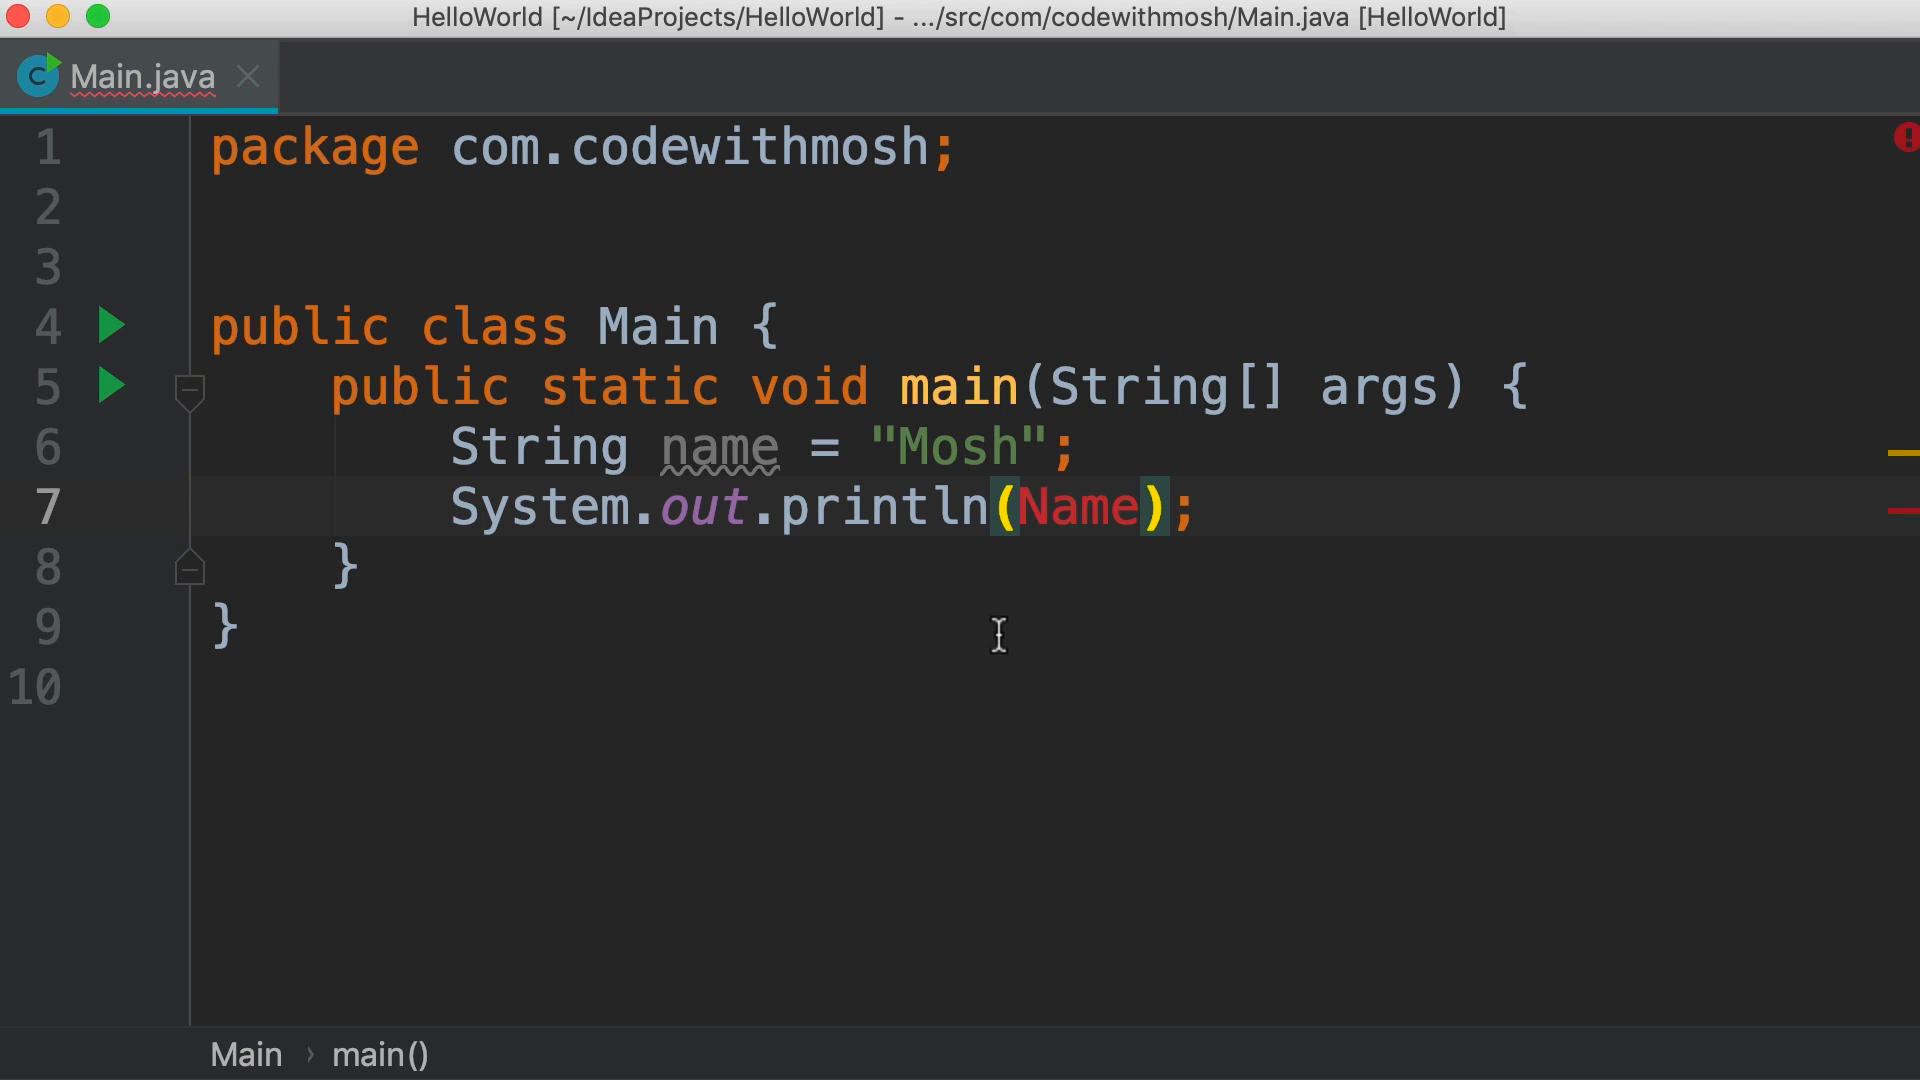 HelloWorld [~/IdeaProjects/HelloWorld] - .../src/com/codewithmosh/Main.java [HelloWorld]
C Main.java
1 package com.codewithmosh;
2
3
4 public class Main {
5     public static void main(String[] args) {
6         String name = "Mosh";
7         System.out.println(Name);
8     }
9 }
10
Main › main()